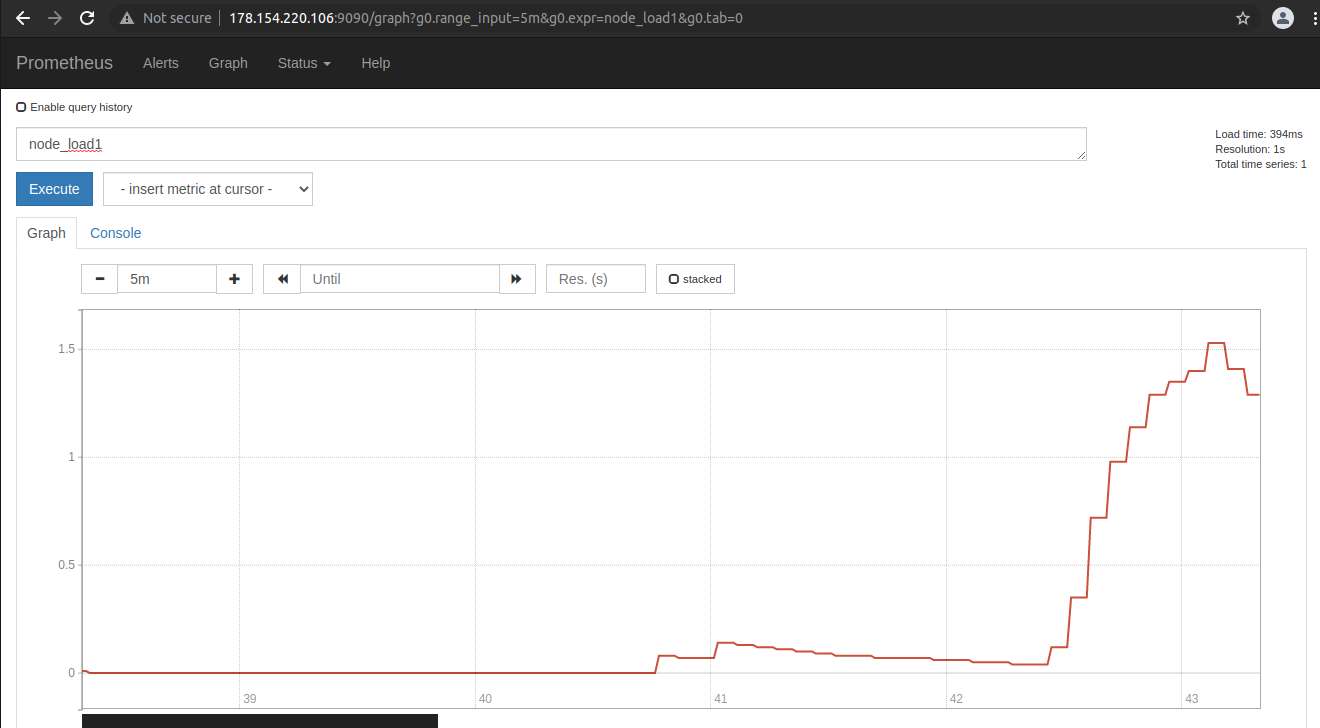 Not secure 178.154.220.106:9090/graph?g0.range_input=5m&g0.expr=node_load1&g0.tab=0
Prometheus Alerts Graph Status Help
Enable query history
node_load1
Load time: 394ms
Resolution: 1s
Total time series: 1
Execute - insert metric at cursor -
Graph Console
5m Until Res. (s) stacked
1.5
1
0.5
0
39 40 41 42 43